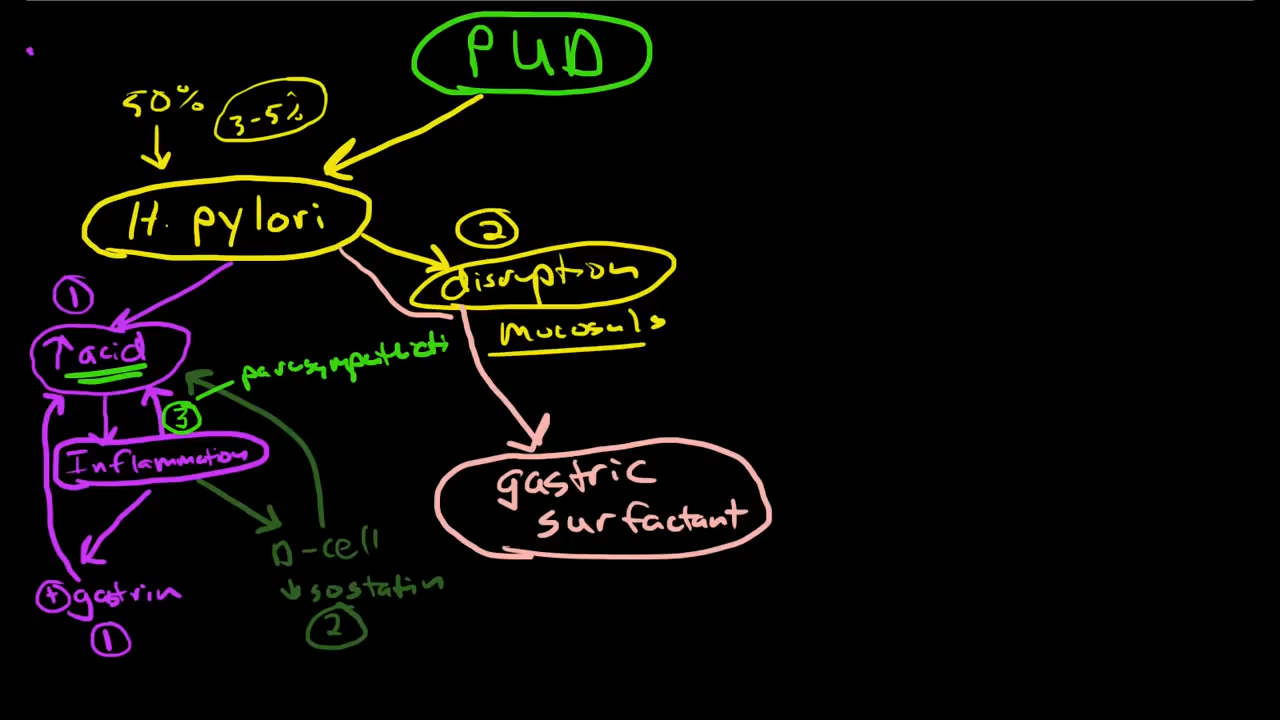 PUD
50% 3-5%
H. pylori
2
disruption
1
mucosal
↑acid
parasympathetic
3
Inflammation
gastric
surfactant
D-cell
↓ sostatin
+ gastrin
2
1